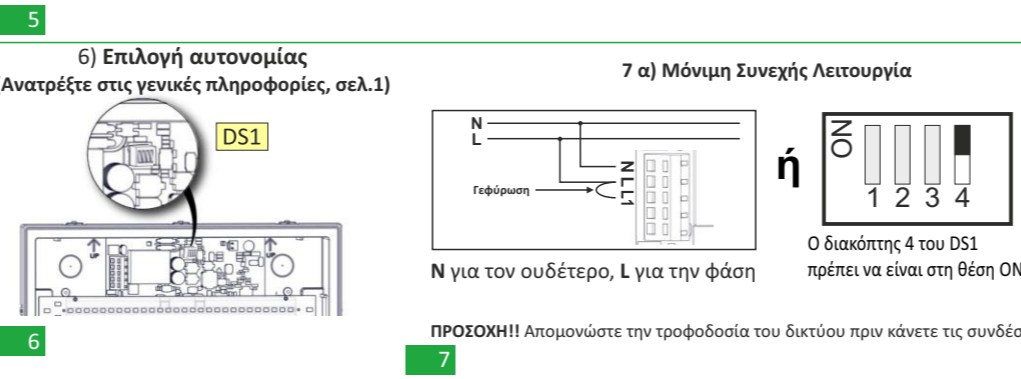 5
6) Επιλογή αυτονομίας
(Ανατρέξτε στις γενικές πληροφορίες, σελ.1)
DS1
UP
UP
6
7 α) Μόνιμη Συνεχής Λειτουργία
N
L
Γεφύρωση
N L L1
ή
ON
1 2 3 4
N για τον ουδέτερο, L για την φάση
Ο διακόπτης 4 του DS1
πρέπει να είναι στη θέση ON
ΠΡΟΣΟΧΗ!! Απομονώστε την τροφοδοσία του δικτύου πριν κάνετε τις
7